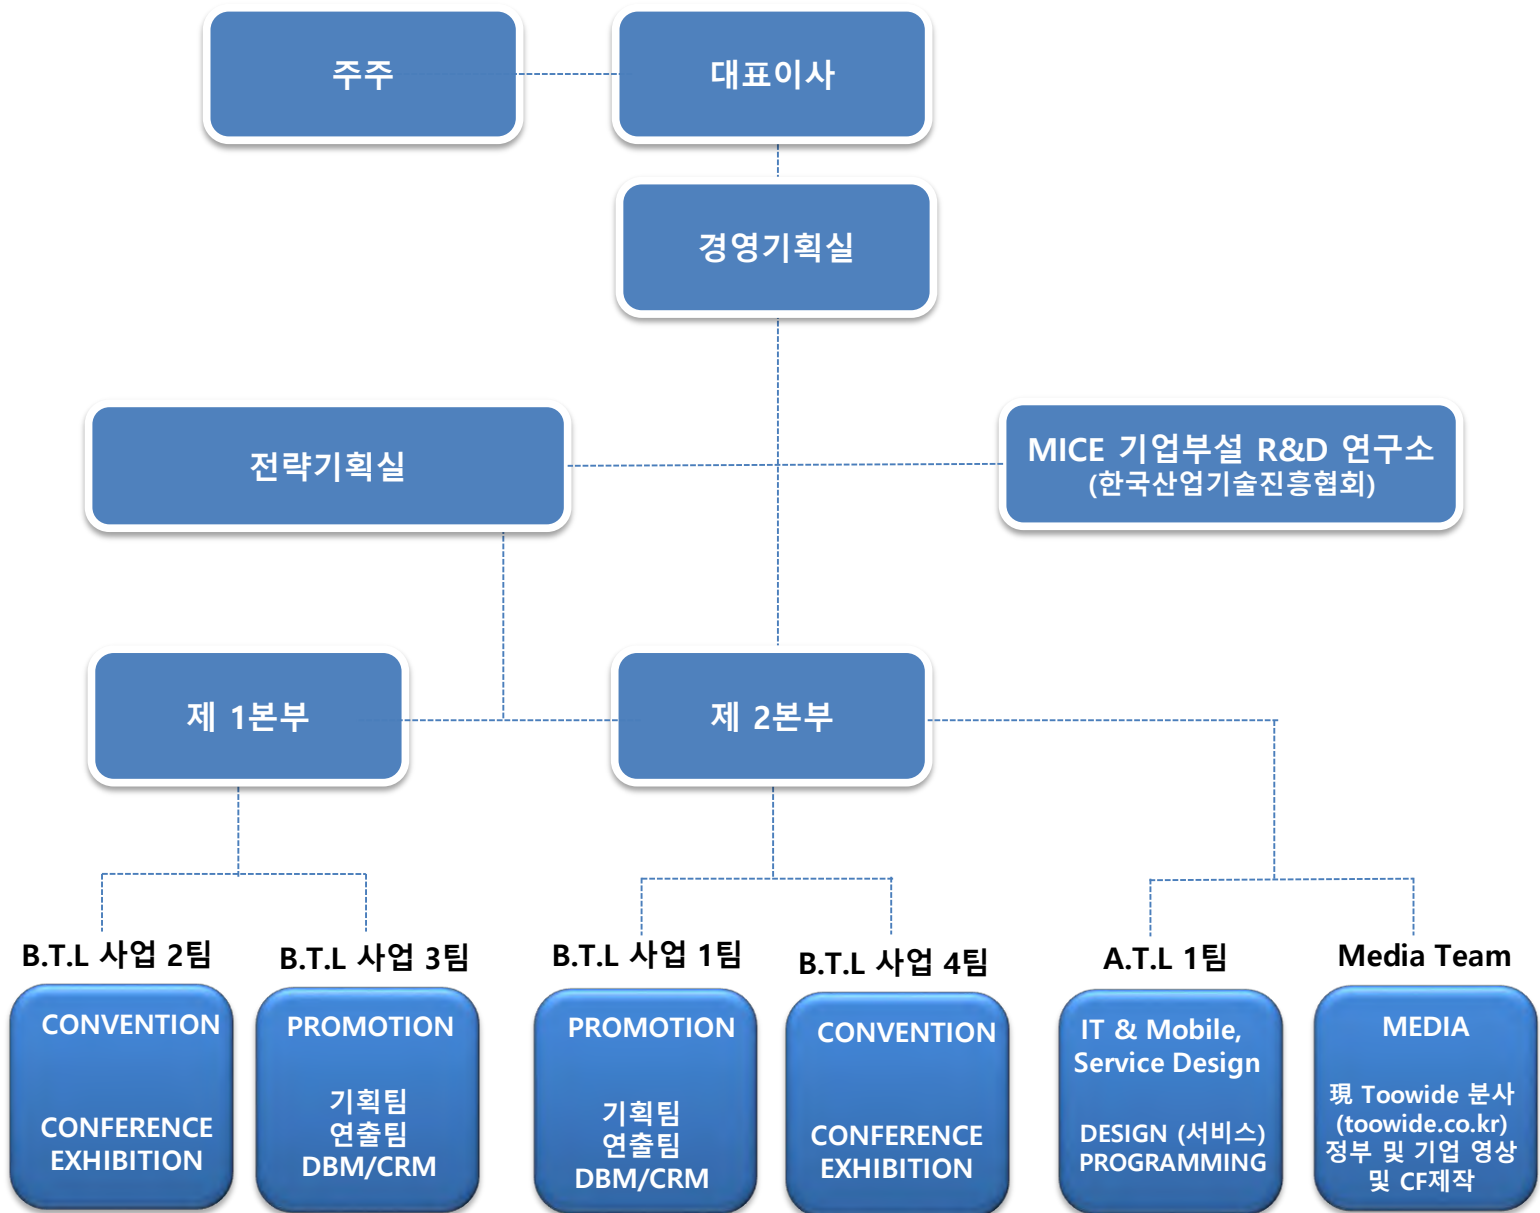 주주
대표이사
경영기획실
전략기획실
MICE 기업부설 R&D 연구소
(한국산업기술진흥협회)
제 1본부
제 2본부
B.T.L 사업 2팀
CONVENTION
CONFERENCE
EXHIBITION
B.T.L 사업 3팀
PROMOTION
기획팀
연출팀
DBM/CRM
B.T.L 사업 1팀
PROMOTION
기획팀
연출팀
DBM/CRM
B.T.L 사업 4팀
CONVENTION
CONFERENCE
EXHIBITION
A.T.L 1팀
IT & Mobile,
Service Design
DESIGN (서비스)
PROGRAMMING
Media Team
MEDIA
現 Toowide 분사
(toowide.co.kr)
정부 및 기업 영상
및 CF제작